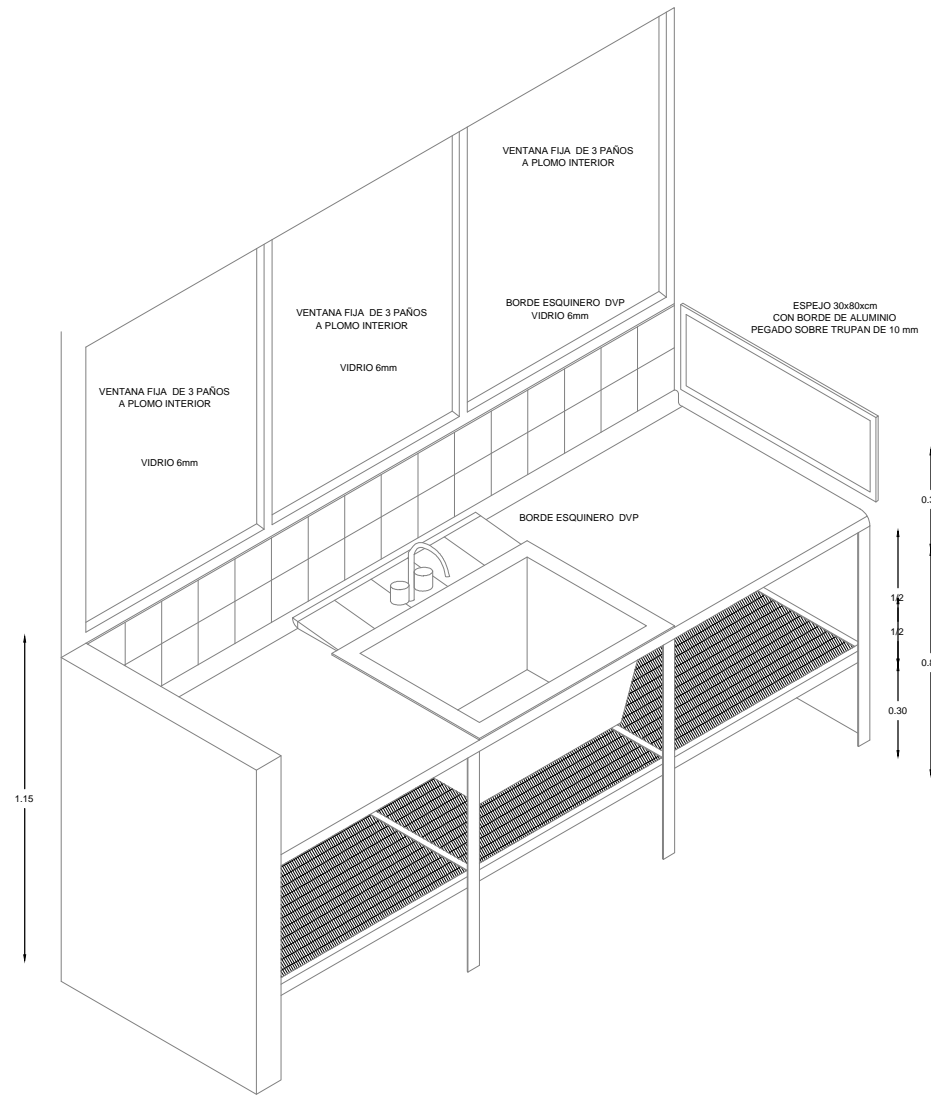 VENTANA FIJA  DE 3 PAÑOS
A PLOMO INTERIOR
BORDE ESQUINERO  DVP
VIDRIO 6mm
ESPEJO 30x80xcm
CON BORDE DE ALUMINIO
PEGADO SOBRE TRUPAN DE 10 mm
VENTANA FIJA  DE 3 PAÑOS
A PLOMO INTERIOR
VIDRIO 6mm
VENTANA FIJA  DE 3 PAÑOS
A PLOMO INTERIOR
VIDRIO 6mm
BORDE ESQUINERO  DVP
1/2
1/2
0.30
1.15